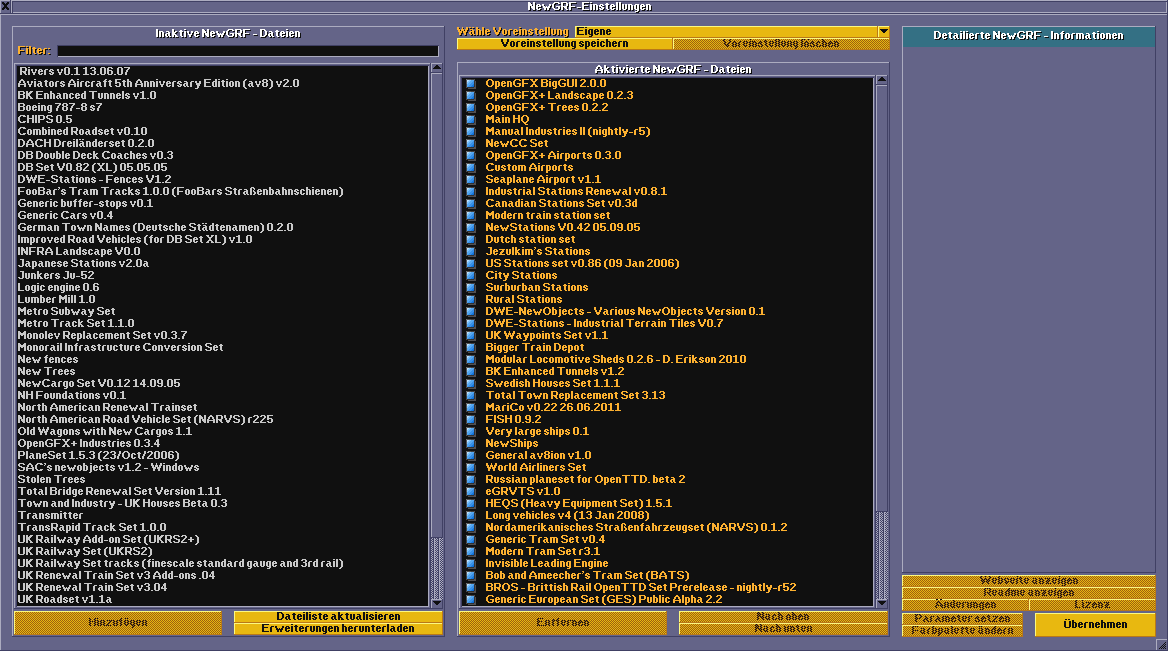 NewGRF-Einstellungen
Inaktive NewGRF - Dateien
Filter:
Rivers v0.1 13.06.07
Aviators Aircraft 5th Anniversary Edition (av8) v2.0
BK Enhanced Tunnels v1.0
Boeing 787-8 s7
CHIPS 0.5
Combined Roadset v0.10
DACH Dreiländerset 0.2.0
DB Double Deck Coaches v0.3
DB Set V0.82 (XL) 05.05.05
DWE-Stations - Fences V1.2
FooBar's Tram Tracks 1.0.0 (FooBars Straßenbahnschienen)
Generic buffer-stops v0.1
Generic Cars v0.4
German Town Names (Deutsche Städtenamen) 0.2.0
Improved Road Vehicles (for DB Set XL) v1.0
INFRA Landscape V0.0
Japanese Stations v2.0a
Junkers Ju-52
Logic engine 0.6
Lumber Mill 1.0
Metro Subway Set
Metro Track Set 1.1.0
Monolev Replacement Set v0.3.7
Monorail Infrastructure Conversion Set
New fences
New Trees
NewCargo Set V0.12 14.09.05
NH Foundations v0.1
North American Renewal Trainset
North American Road Vehicle Set (NARVS) r225
Old Wagons with New Cargos 1.1
OpenGFX+ Industries 0.3.4
PlaneSet 1.5.3 (23/Oct/2006)
SAC's newobjects v1.2 - Windows
Stolen Trees
Total Bridge Renewal Set Version 1.11
Town and Industry - UK Houses Beta 0.3
Transmitter
TransRapid Track Set 1.0.0
UK Railway Add-on Set (UKRS2+)
UK Railway Set (UKRS2)
UK Railway Set tracks (finescale standard gauge and 3rd rail)
UK Renewal Train Set v3 Add-ons .04
UK Renewal Train Set v3.04
UK Roadset v1.1a
Hinzufügen
Dateiliste aktualisieren
Erweiterungen herunterladen
Wähle Voreinstellung Eigene
Voreinstellung speichern
Voreinstellung löschen
Aktivierte NewGRF - Dateien
OpenGFX BigGUI 2.0.0
OpenGFX+ Landscape 0.2.3
OpenGFX+ Trees 0.2.2
Main HQ
Manual Industries II (nightly-r5)
NewCC Set
OpenGFX+ Airports 0.3.0
Custom Airports
Seaplane Airport v1.1
Industrial Stations Renewal v0.8.1
Canadian Stations Set v0.3d
Modern train station set
NewStations V0.42 05.09.05
Dutch station set
Jezulkim's Stations
US Stations set v0.86 (09 Jan 2006)
City Stations
Surburban Stations
Rural Stations
DWE-NewObjects - Various NewObjects Version 0.1
DWE-Stations - Industrial Terrain Tiles V0.7
UK Waypoints Set v1.1
Bigger Train Depot
Modular Locomotive Sheds 0.2.6 - D. Erikson 2010
BK Enhanced Tunnels v1.2
Swedish Houses Set 1.1.1
Total Town Replacement Set 3.13
MariCo v0.22 26.06.2011
FISH 0.9.2
Very large ships 0.1
NewShips
General av8ion v1.0
World Airliners Set
Russian planeset for OpenTTD. beta 2
eGRVTS v1.0
HEQS (Heavy Equipment Set) 1.5.1
Long vehicles v4 (13 Jan 2008)
Nordamerikanisches Straßenfahrzeugset (NARVS) 0.1.2
Generic Tram Set v0.4
Modern Tram Set r3.1
Invisible Leading Engine
Bob and Ameecher's Tram Set (BATS)
BROS - Brittish Rail OpenTTD Set Prerelease - nightly-r52
Generic European Set (GES) Public Alpha 2.2
Entfernen
Nach oben
Nach unten
Detailierte NewGRF - Informationen
Webseite anzeigen
Readme anzeigen
Änderungen
Lizenz
Parameter setzen
Farbpalette ändern
Übernehmen